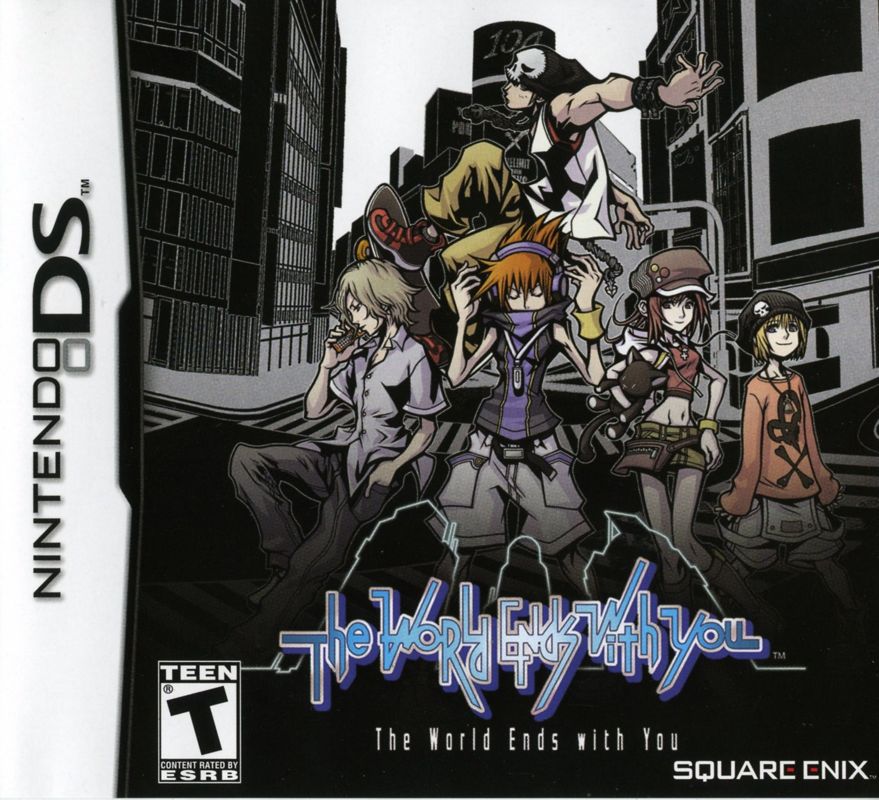 NINTENDO DS™
104
The World Ends With You™
The World Ends with You
TEEN
®
T
CONTENT RATED BY
ESRB
SQUARE ENIX™